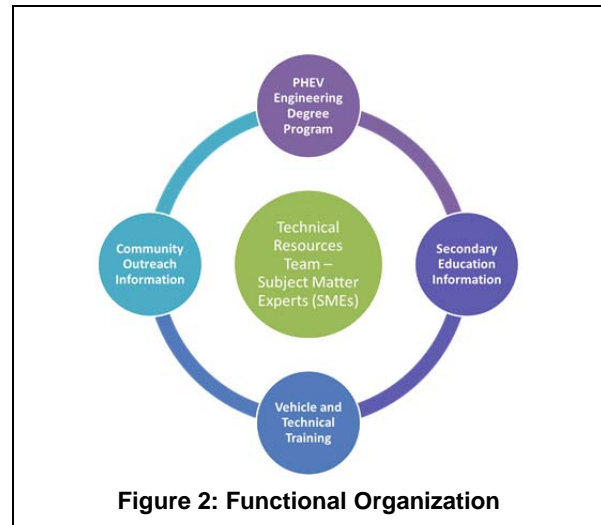 PHEV
Engineering
Degree
Program
Community
Outreach
Information
Technical
Resources
Team –
Subject Matter
Experts (SMEs)
Secondary
Education
Information
Vehicle and
Technical
Training
Figure 2: Functional Organization